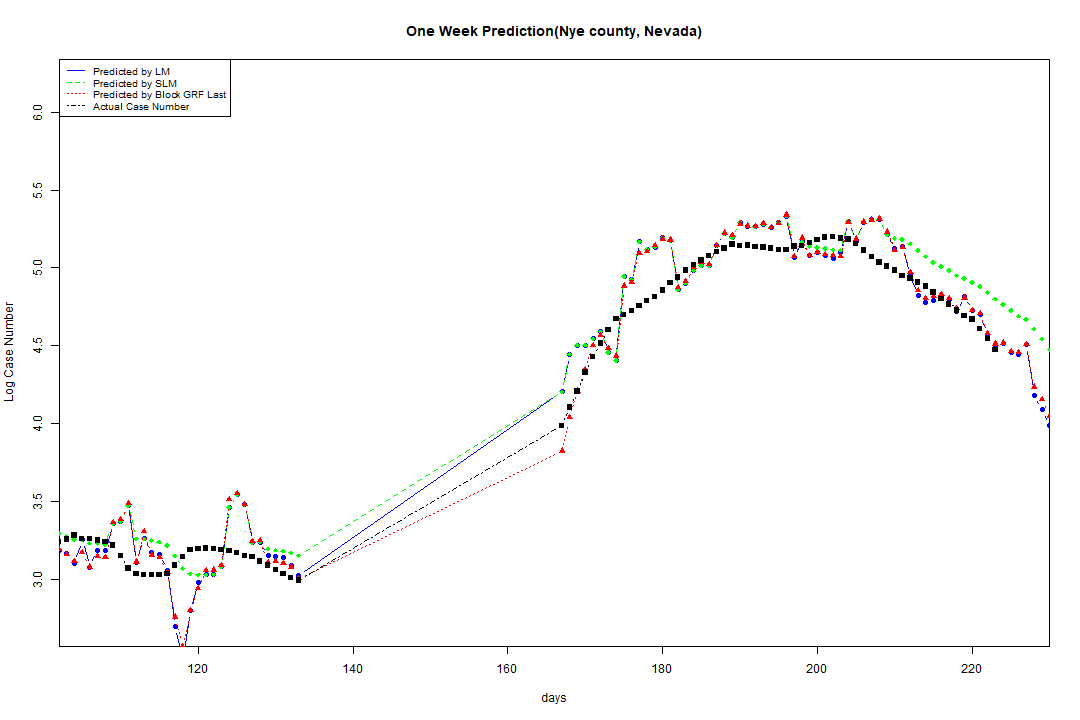 One Week Prediction(Nye county, Nevada)
Predicted by LM
Predicted by SLM
Predicted by Block GRF Last
Actual Case Number
6.0
5.5
5.0
4.5
4.0
3.5
3.0
Log Case Number
120 140 160 180 200 220
days